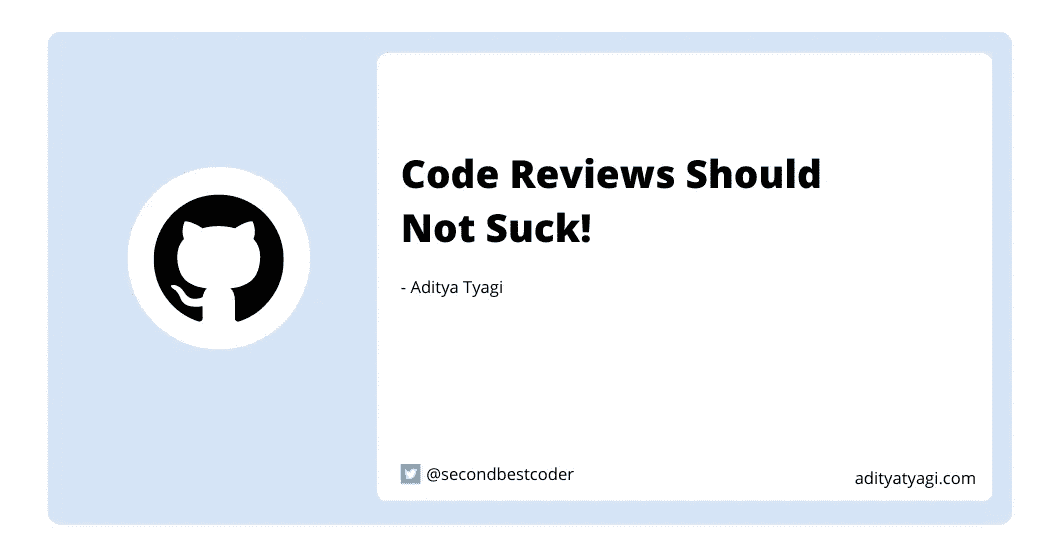 Code Reviews Should
Not Suck!
- Aditya Tyagi
@secondbestcoder
adityatyagi.com